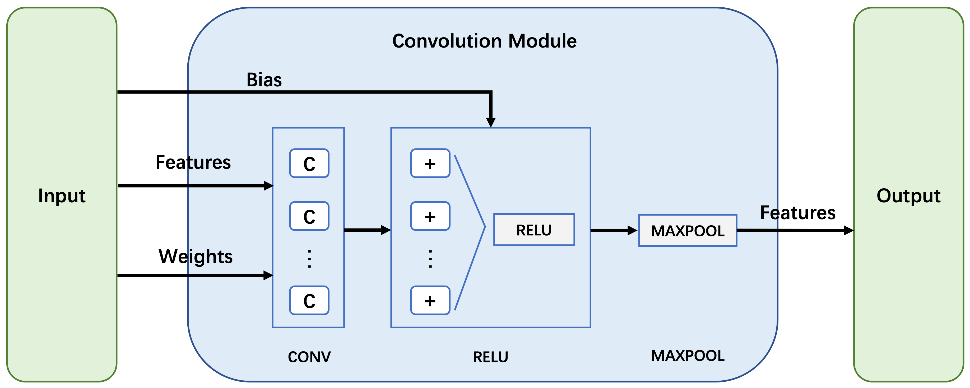 Convolution Module
Bias
Features
Weights
Input
C
C
⋮
C
+
+
⋮
+
RELU
MAXPOOL
Features
Output
CONV
RELU
MAXPOOL